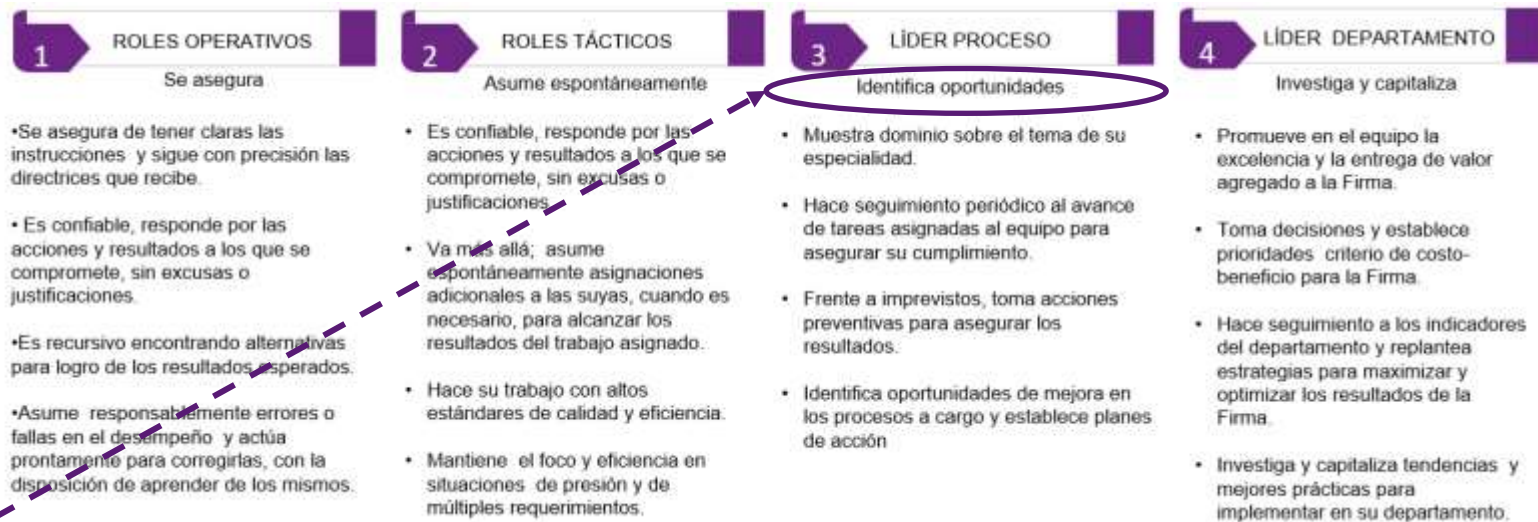 1
ROLES OPERATIVOS
Se asegura
•Se asegura de tener claras las
instrucciones y sigue con precisión las
directrices que recibe.
• Es confiable, responde por las
acciones y resultados a los que se
compromete, sin excusas o
justificaciones.
•Es recursivo encontrando alternativas
para logro de los resultados esperados.
•Asume responsablemente errores o
fallas en el desempeño y actúa
prontamente para corregirlas, con la
disposición de aprender de los mismos.
2
ROLES TÁCTICOS
Asume espontáneamente
• Es confiable, responde por las
acciones y resultados a los que se
compromete, sin excusas o
justificaciones.
• Va más allá; asume
espontáneamente asignaciones
adicionales a las suyas, cuando es
necesario, para alcanzar los
resultados del trabajo asignado.
• Hace su trabajo con altos
estándares de calidad y eficiencia.
• Mantiene el foco y eficiencia en
situaciones de presión y de
múltiples requerimientos.
3
LÍDER PROCESO
Identifica oportunidades
• Muestra dominio sobre el tema de su
especialidad.
• Hace seguimiento periódico al avance
de tareas asignadas al equipo para
asegurar su cumplimiento.
• Frente a imprevistos, toma acciones
preventivas para asegurar los
resultados.
• Identifica oportunidades de mejora en
los procesos a cargo y establece planes
de acción
4
LÍDER DEPARTAMENTO
Investiga y capitaliza
• Promueve en el equipo la
excelencia y la entrega de valor
agregado a la Firma.
• Toma decisiones y establece
prioridades criterio de costo-
beneficio para la Firma.
• Hace seguimiento a los indicadores
del departamento y replantea
estrategias para maximizar y
optimizar los resultados de la
Firma.
• Investiga y capitaliza tendencias y
mejores prácticas para
implementar en su departamento.